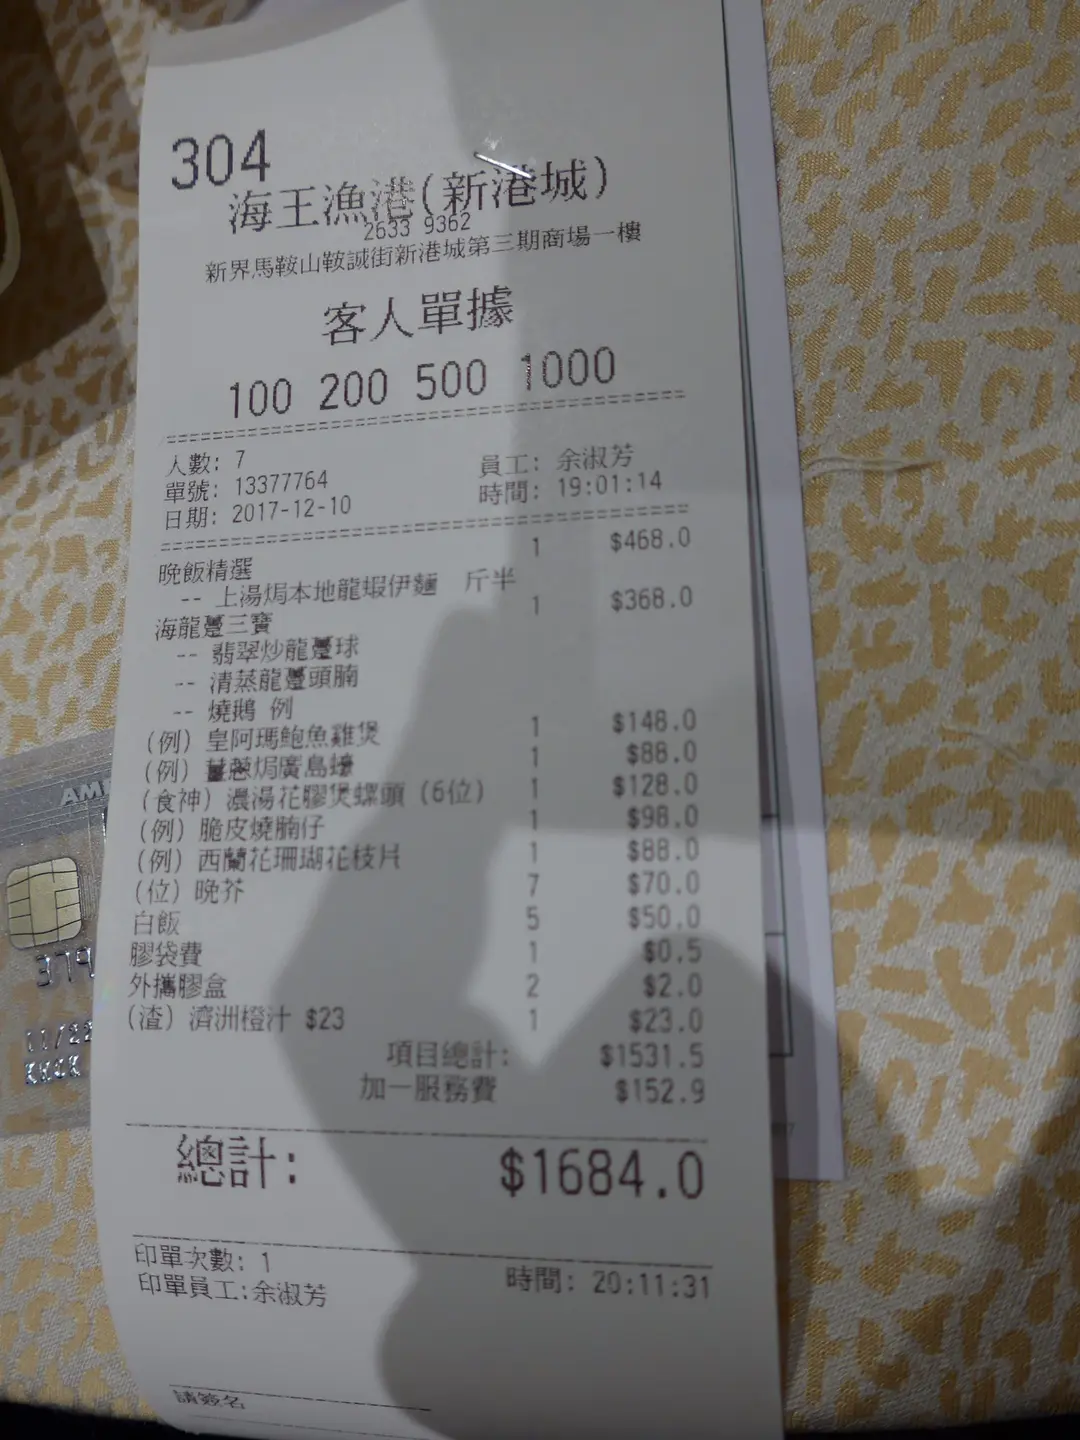 304
海王漁港(新港城)
2633 9362
新界馬鞍山鞍誠街新港城第三期商場一樓
客人單據
100 200 500 1000
人數: 7 員工: 余淑芳
單號: 13377764 時間: 19:01:14
日期: 2017-12-10
晚飯精選 1 $468.0
-- 上湯焗本地龍蝦伊麵 斤半
海龍躉三寶 1 $368.0
-- 翡翠炒龍躉球
-- 清蒸龍躉頭腩
-- 燒鵝 例
(例) 皇阿瑪鮑魚雞煲 1 $148.0
(例) 薑蔥焗廣島蠔 1 $88.0
(食神) 濃湯花膠煲螺頭 (6位) 1 $128.0
(例) 脆皮燒腩仔 1 $98.0
(例) 西蘭花珊瑚花枝片 1 $88.0
(位) 晚芥 7 $70.0
白飯 5 $50.0
膠袋費 1 $0.5
外攜膠盒 2 $2.0
(渣) 濟洲橙汁 $23 1 $23.0
項目總計: $1531.5
加一服務費 $152.9
總計: $1684.0
印單次數: 1
印單員工:余淑芳 時間: 20:11:31
請簽名
AM
379
11/22